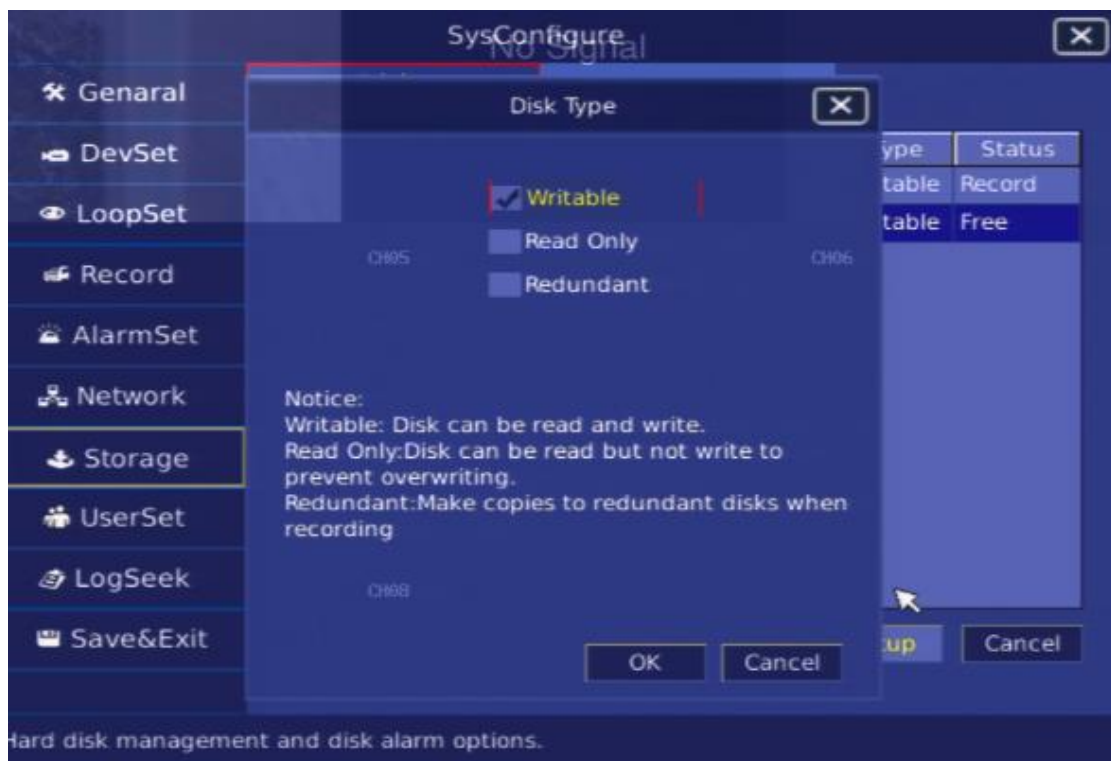 SysConfigure
No Signal
Genaral
DevSet
LoopSet
Record
AlarmSet
Network
Storage
UserSet
LogSeek
Save&Exit
Disk Type
Writable
Read Only
Redundant
CH05
CH06
Notice:
Writable: Disk can be read and write.
Read Only:Disk can be read but not write to
prevent overwriting.
Redundant:Make copies to redundant disks when
recording
CH08
OK Cancel
ype Status
table Record
table Free
up Cancel
Hard disk management and disk alarm options.